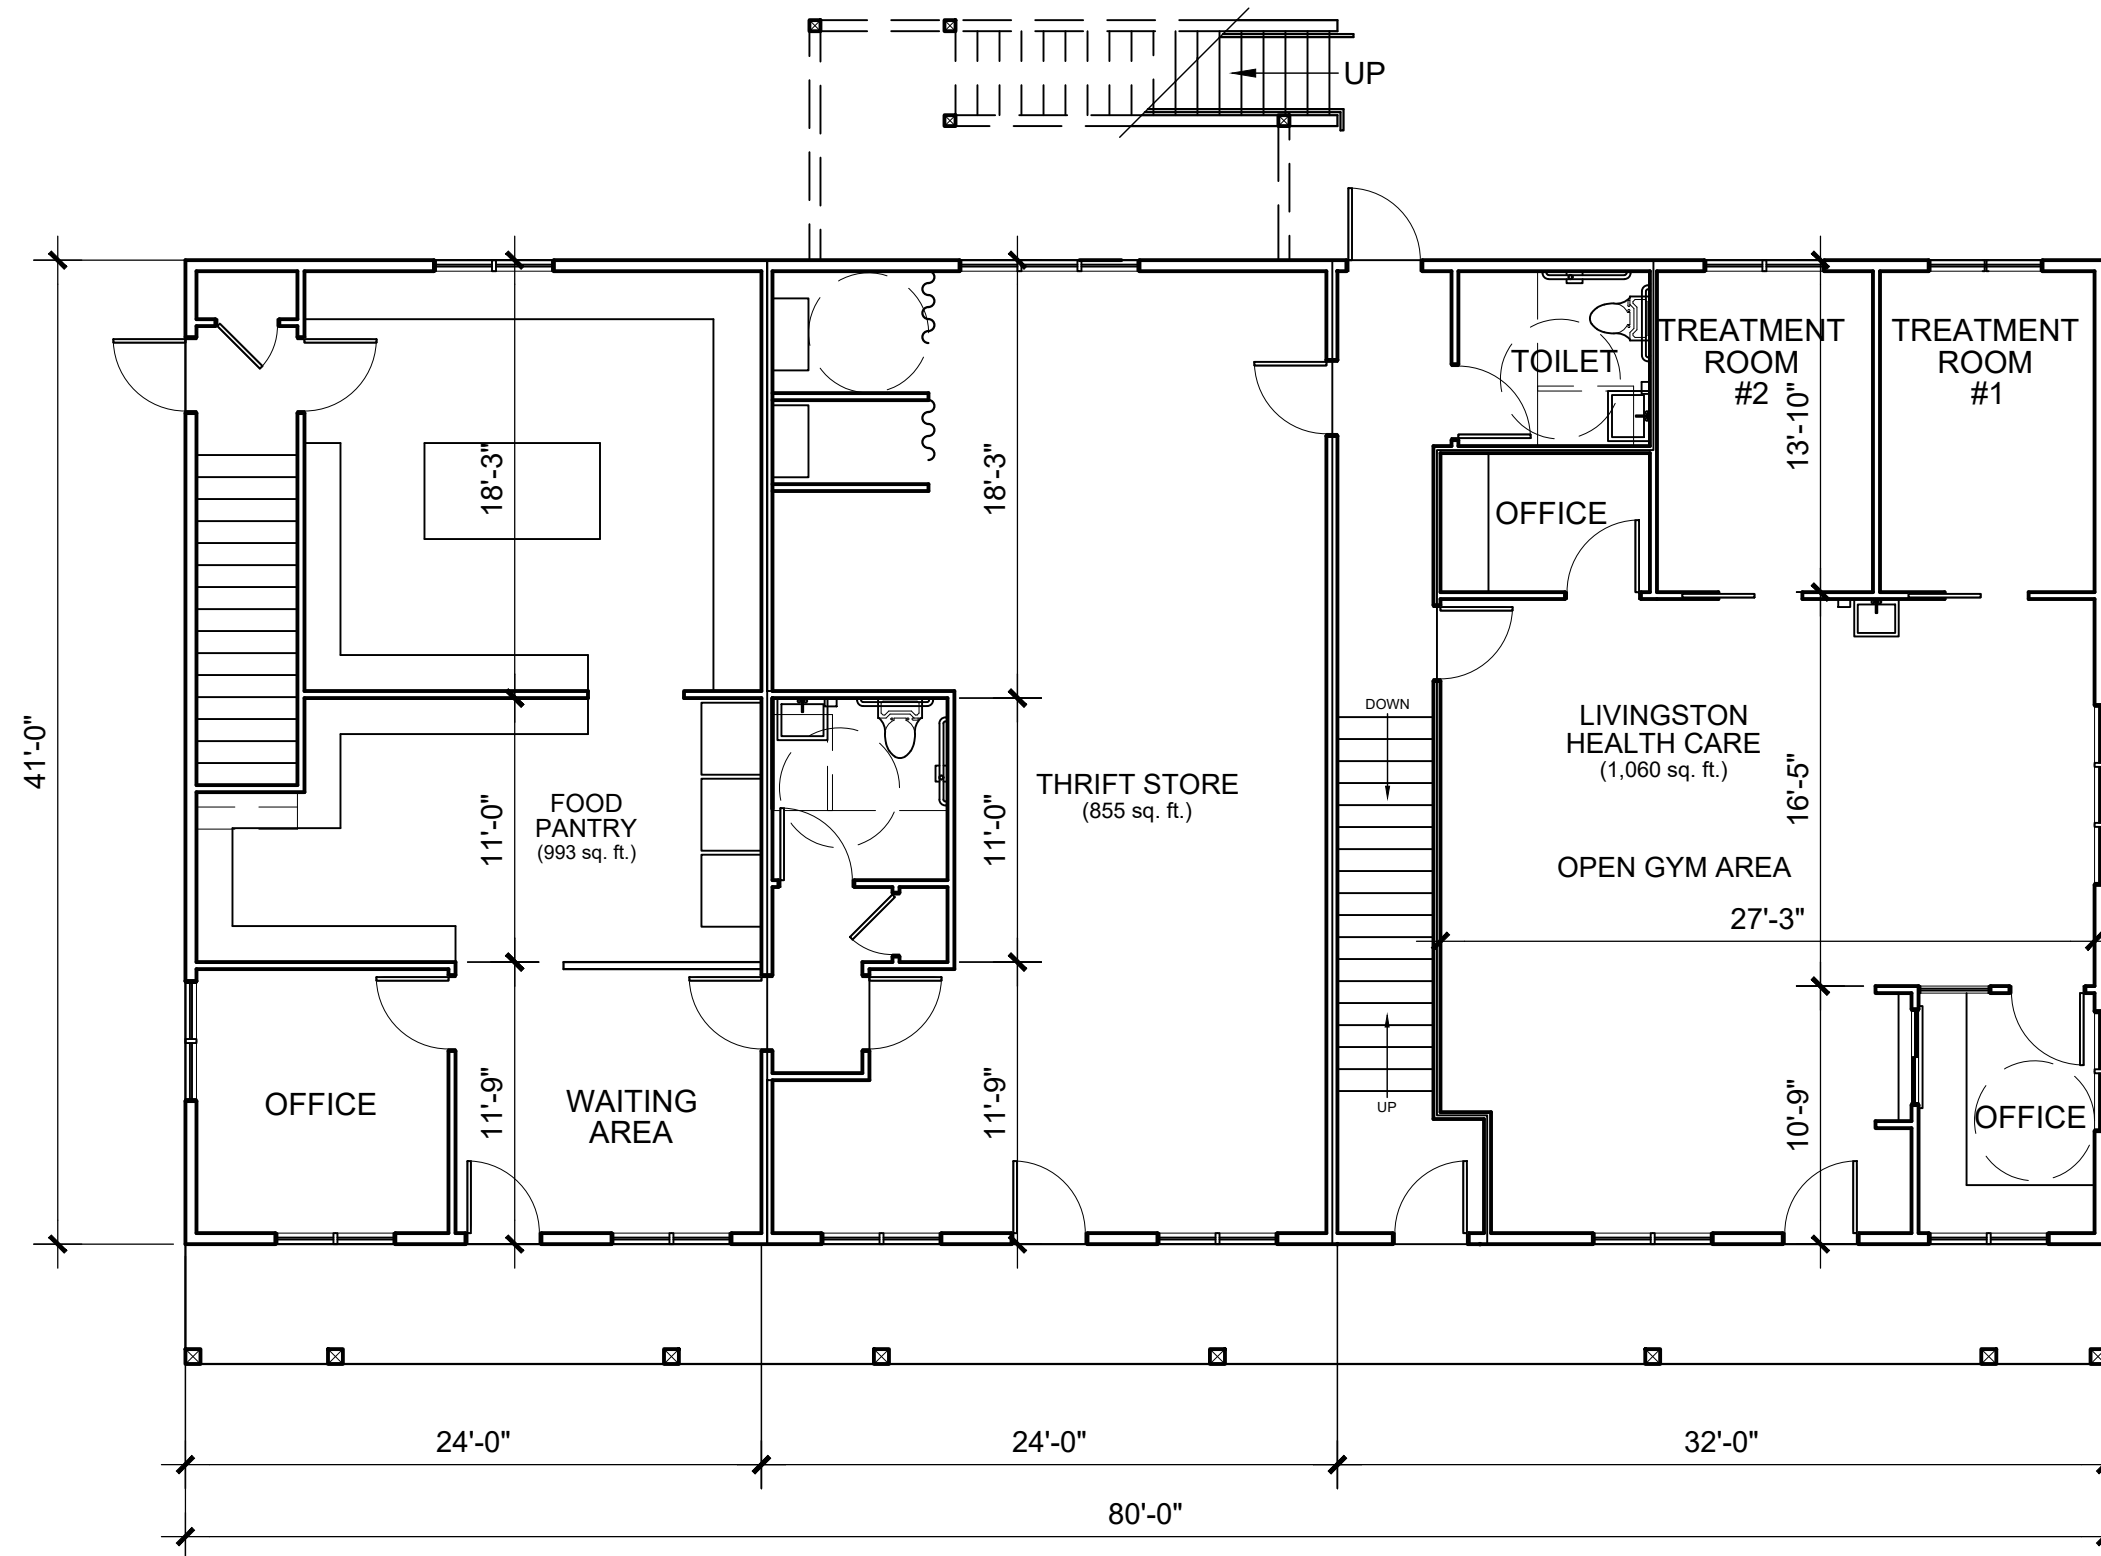 UP
TOILET
TREATMENT
ROOM
#2
TREATMENT
ROOM
#1
13'-10"
18'-3"
18'-3"
OFFICE
41'-0"
DOWN
LIVINGSTON
HEALTH CARE
(1,060 sq. ft.)
16'-5"
THRIFT STORE
(855 sq. ft.)
FOOD
PANTRY
(993 sq. ft.)
11'-0"
11'-0"
OPEN GYM AREA
27'-3"
OFFICE
11'-9"
WAITING
AREA
11'-9"
UP
10'-9"
OFFICE
24'-0"
24'-0"
32'-0"
80'-0"